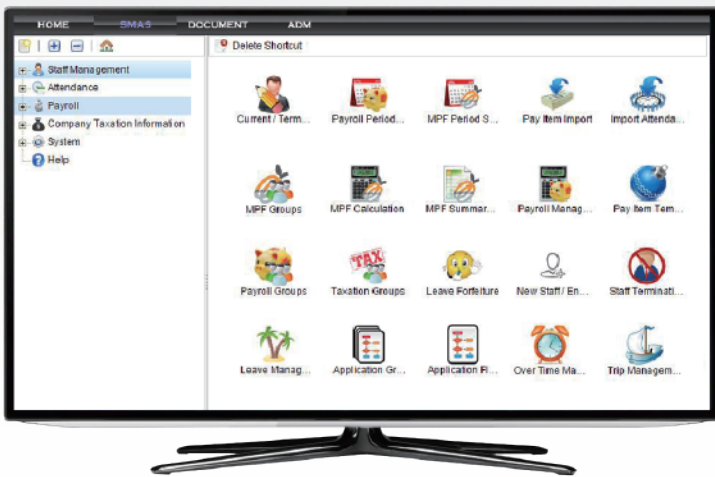 HOME SMAS DOCUMENT ADM
Delete Shortcut
Staff Management
Attendance
Payroll
Company Taxation Information
System
Help
Current / Term... Payroll Period... MPF Period S... Pay Item Import Import Attenda...
MPF Groups MPF Calculation MPF Summar... Payroll Manag... Pay Item Tem...
TAX
Payroll Groups Taxation Groups Leave Forfeiture New Staff / En... Staff Terminati...
Leave Manag... Application Gr... Application Fl... Over Time Ma... Trip Managem...